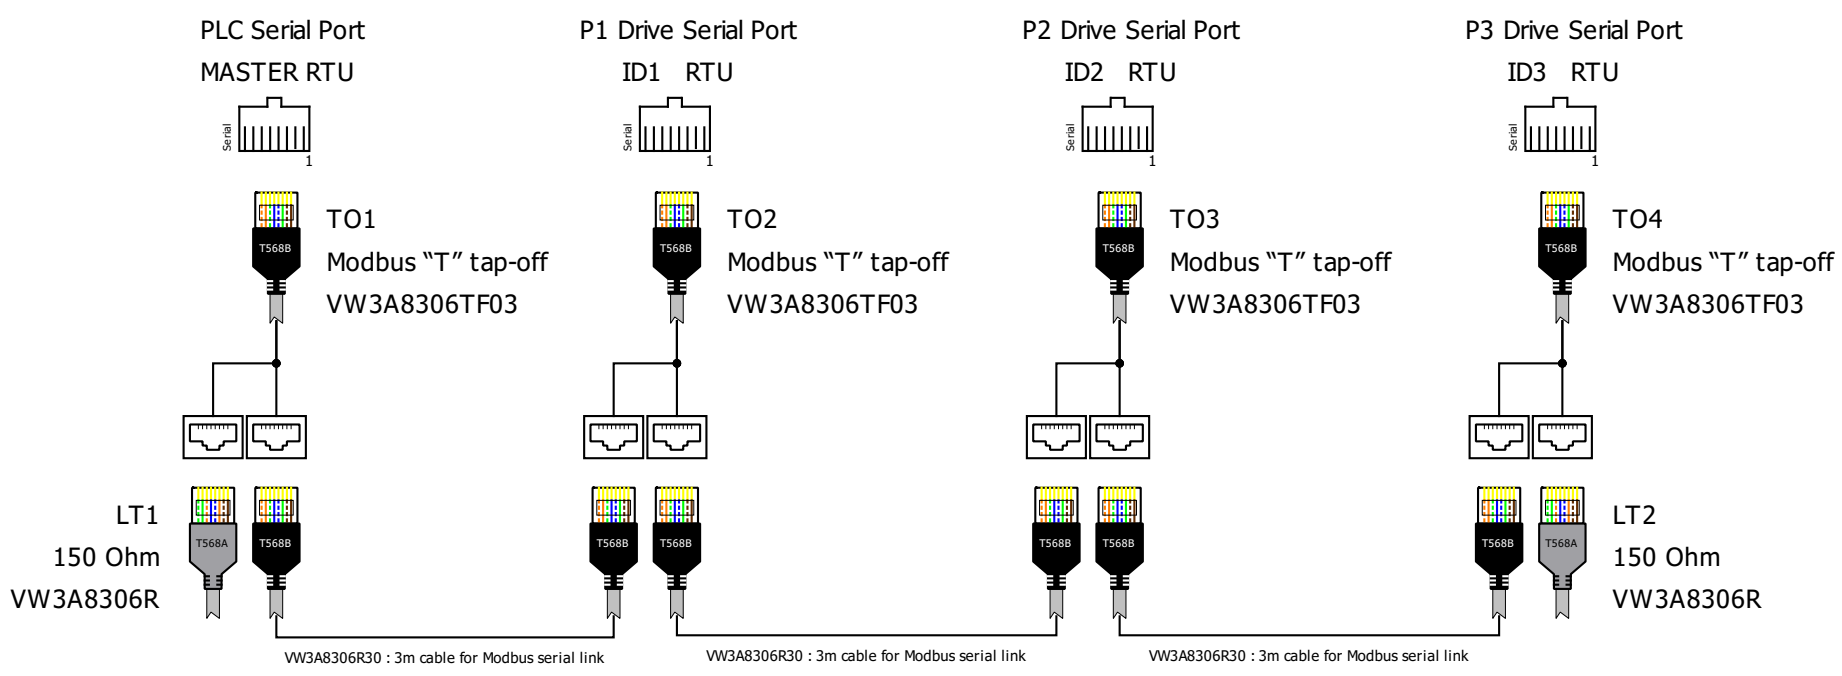 PLC Serial Port
MASTER RTU
Serial
1
P1 Drive Serial Port
ID1 RTU
Serial
1
P2 Drive Serial Port
ID2 RTU
Serial
1
P3 Drive Serial Port
ID3 RTU
Serial
1
T568B
TO1
Modbus “T” tap-off
VW3A8306TF03
T568B
TO2
Modbus “T” tap-off
VW3A8306TF03
T568B
TO3
Modbus “T” tap-off
VW3A8306TF03
T568B
TO4
Modbus “T” tap-off
VW3A8306TF03
LT1
150 Ohm
VW3A8306R
T568A
T568B
T568B
T568B
T568B
T568B
T568B
T568A
LT2
150 Ohm
VW3A8306R
VW3A8306R30 : 3m cable for Modbus serial link
VW3A8306R30 : 3m cable for Modbus serial link
VW3A8306R30 : 3m cable for Modbus serial link